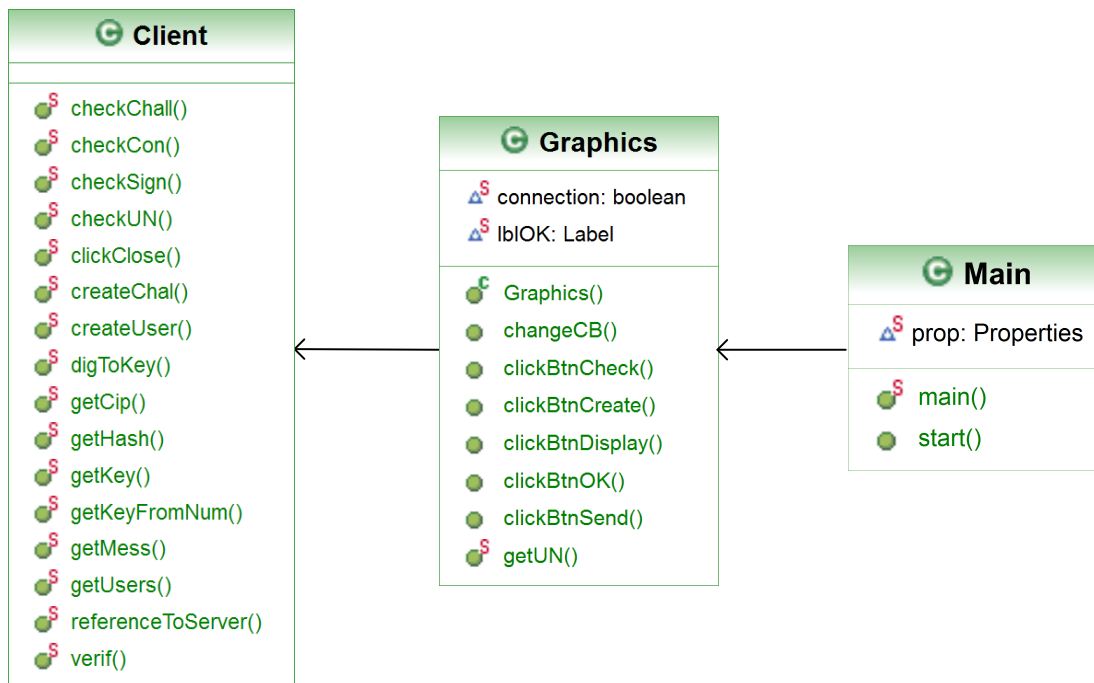 Client
checkChall()
checkCon()
checkSign()
checkUN()
clickClose()
createChal()
createUser()
digToKey()
getCip()
getHash()
getKey()
getKeyFromNum()
getMess()
getUsers()
referenceToServer()
verif()
Graphics
connection: boolean
lblOK: Label
Graphics()
changeCB()
clickBtnCheck()
clickBtnCreate()
clickBtnDisplay()
clickBtnOK()
clickBtnSend()
getUN()
Main
prop: Properties
main()
start()